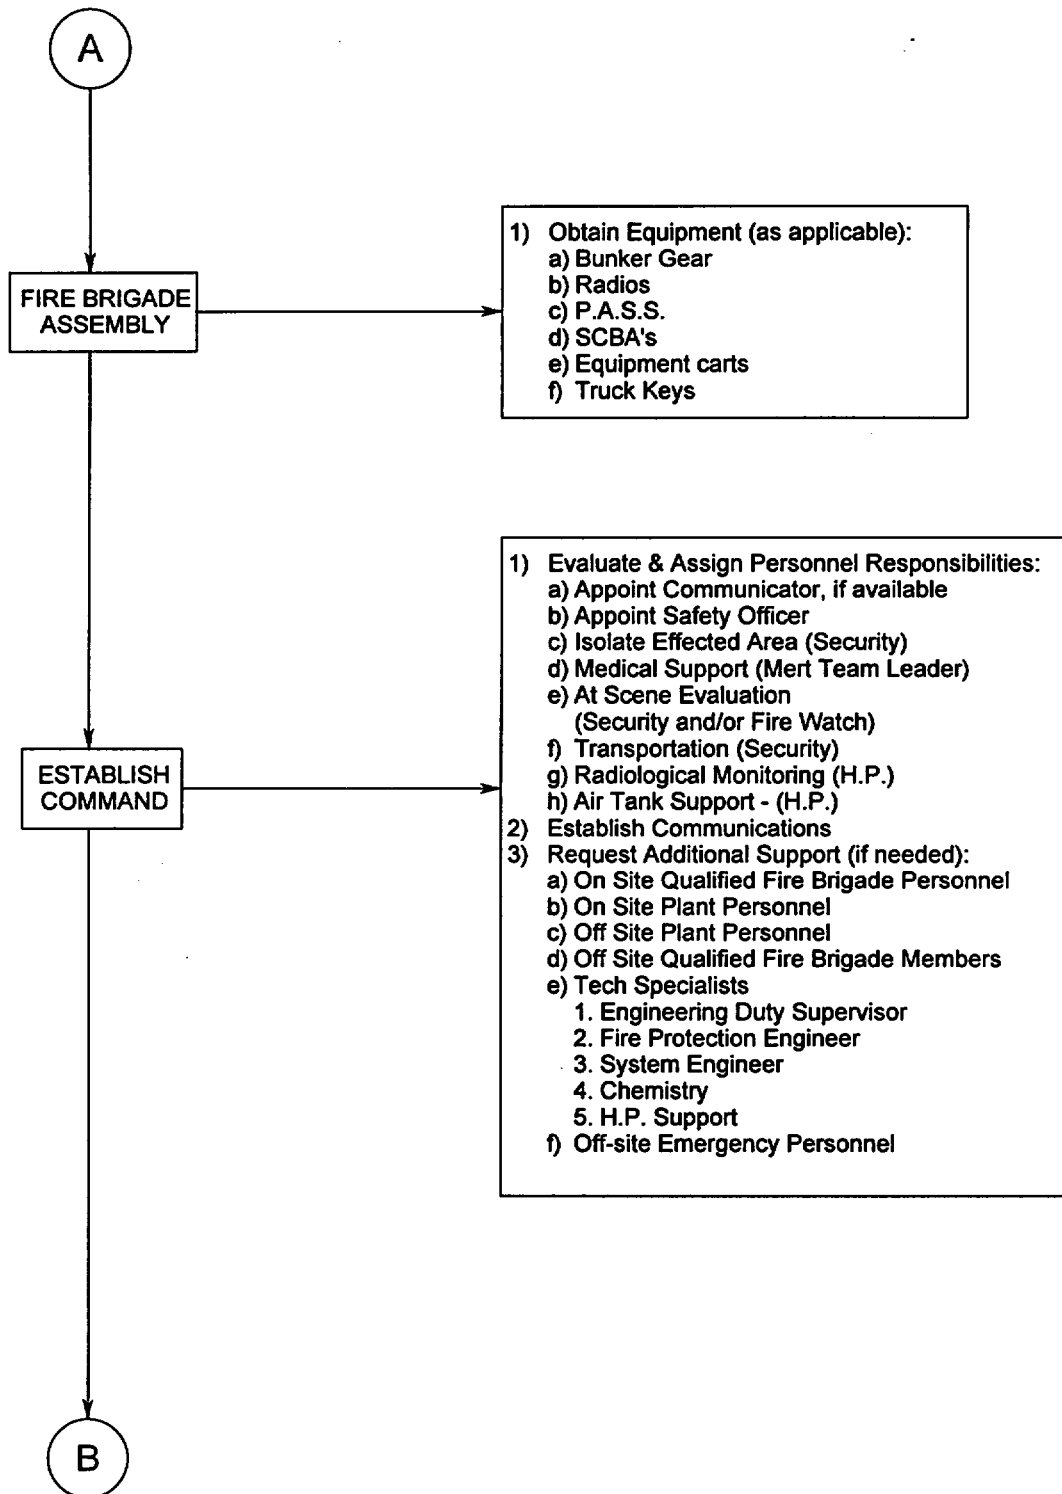 A
FIRE BRIGADE
ASSEMBLY
1) Obtain Equipment (as applicable):
a) Bunker Gear
b) Radios
c) P.A.S.S.
d) SCBA's
e) Equipment carts
f) Truck Keys
ESTABLISH
COMMAND
1) Evaluate & Assign Personnel Responsibilities:
a) Appoint Communicator, if available
b) Appoint Safety Officer
c) Isolate Effected Area (Security)
d) Medical Support (Mert Team Leader)
e) At Scene Evaluation
(Security and/or Fire Watch)
f) Transportation (Security)
g) Radiological Monitoring (H.P.)
h) Air Tank Support - (H.P.)
2) Establish Communications
3) Request Additional Support (if needed):
a) On Site Qualified Fire Brigade Personnel
b) On Site Plant Personnel
c) Off Site Plant Personnel
d) Off Site Qualified Fire Brigade Members
e) Tech Specialists
1. Engineering Duty Supervisor
2. Fire Protection Engineer
3. System Engineer
4. Chemistry
5. H.P. Support
f) Off-site Emergency Personnel
B